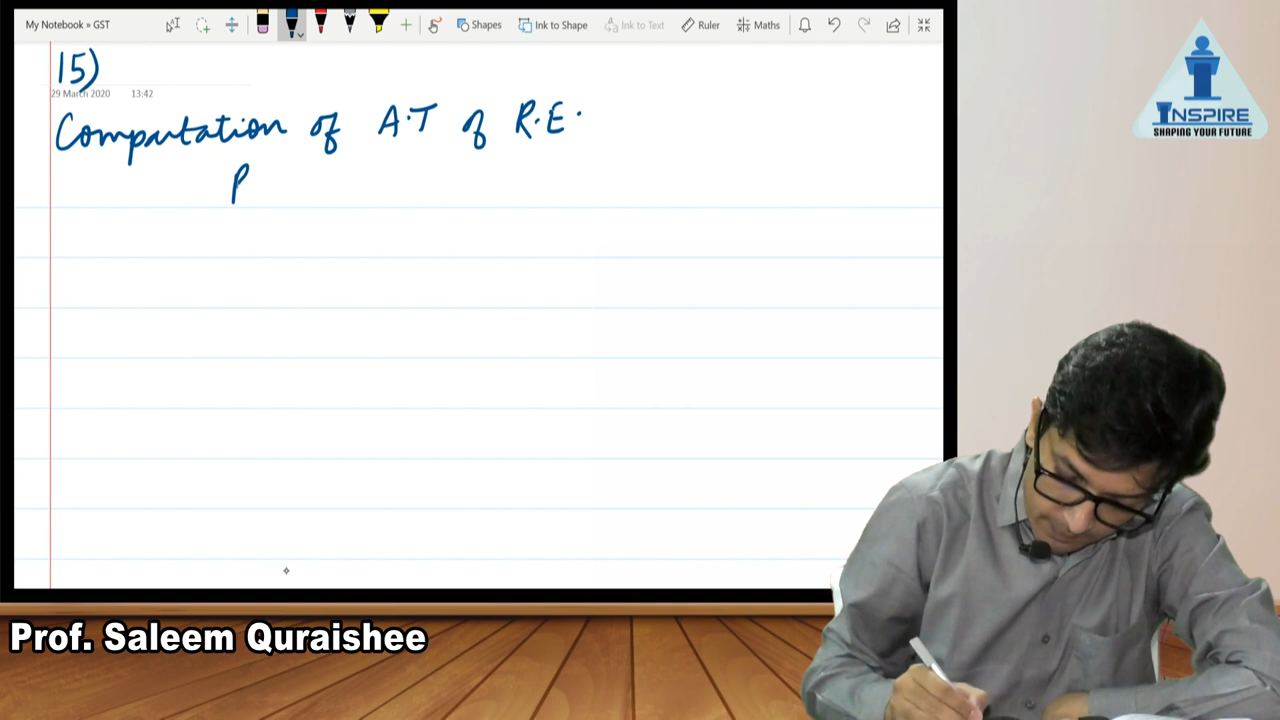 My Notebook » GST
Shapes
Ink to Shape
Ink to Text
Ruler
Maths
15)
29 March 2020 13:42
Computation of A.T of R.E.
P
INSPIRE
SHAPING YOUR FUTURE
Prof. Saleem Quraishee